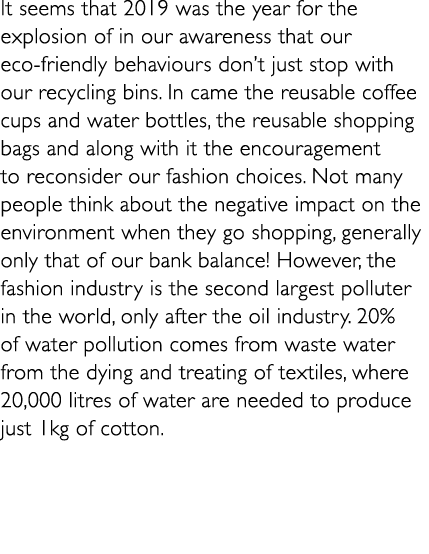 It seems that 2019 was the year for the
explosion of in our awareness that our
eco-friendly behaviours don’t just stop with
our recycling bins. In came the reusable coffee
cups and water bottles, the reusable shopping
bags and along with it the encouragement
to reconsider our fashion choices. Not many
people think about the negative impact on the
environment when they go shopping, generally
only that of our bank balance! However, the
fashion industry is the second largest polluter
in the world, only after the oil industry. 20%
of water pollution comes from waste water
from the dying and treating of textiles, where
20,000 litres of water are needed to produce
just 1kg of cotton.